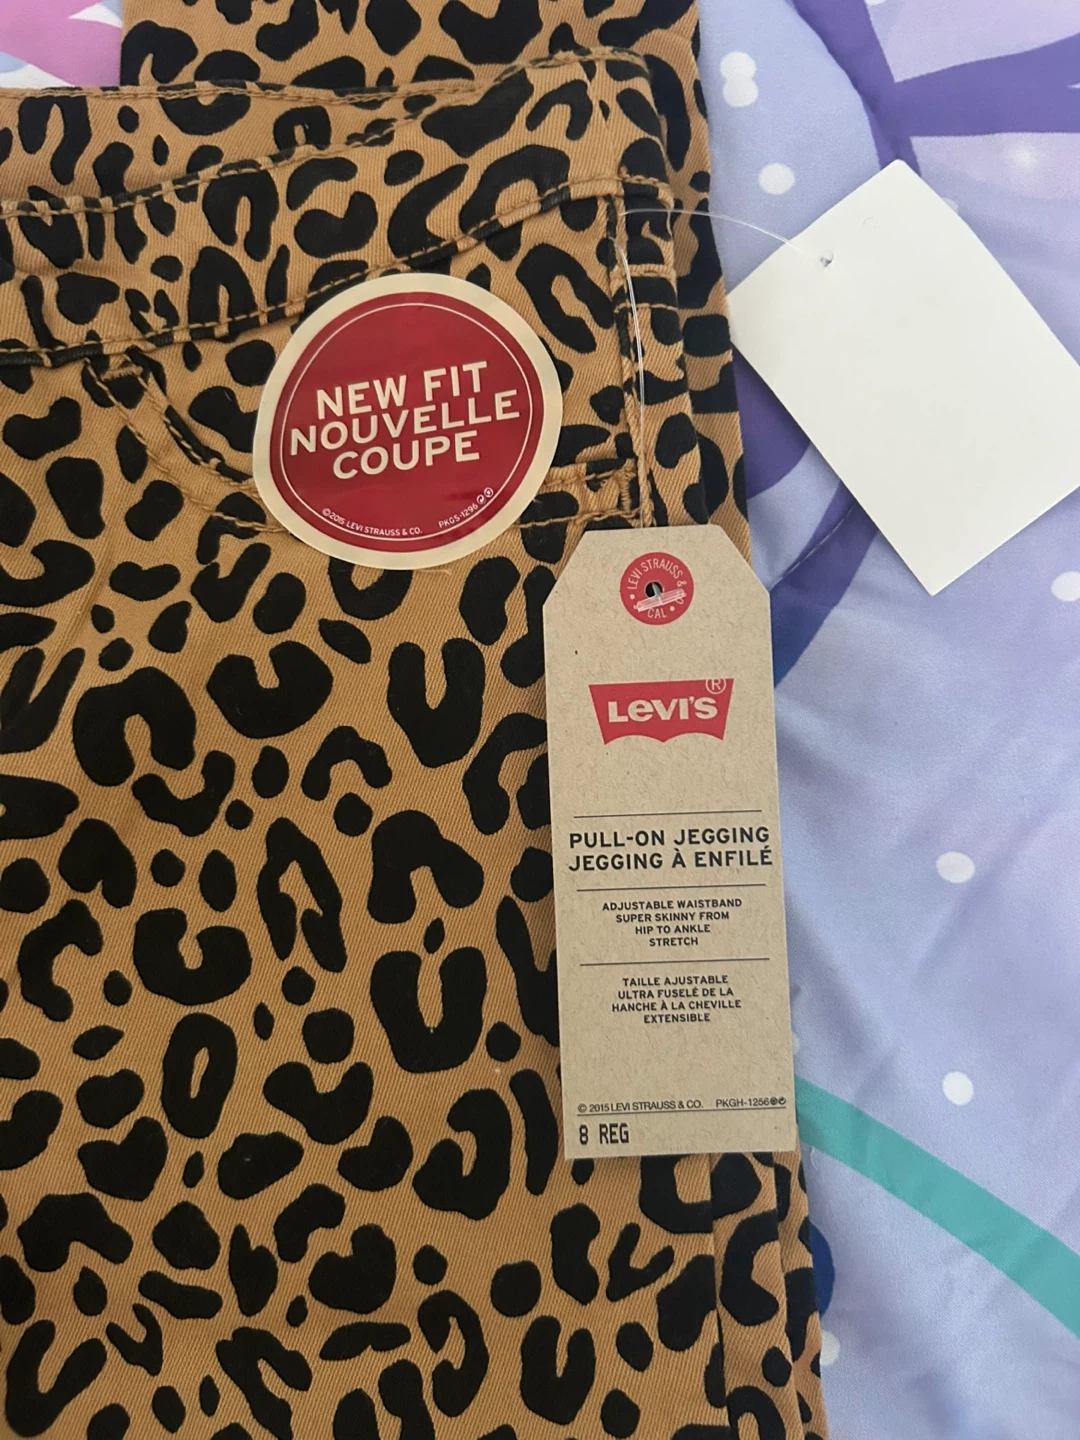 NEW FIT
NOUVELLE
COUPE
©2015 LEVI STRAUSS & CO. PKGS-1296
LEVI STRAUSS &
CAL
LEVI'S®
PULL-ON JEGGING
JEGGING À ENFILÉ
ADJUSTABLE WAISTBAND
SUPER SKINNY FROM
HIP TO ANKLE
STRETCH
TAILLE AJUSTABLE
ULTRA FUSELÉ DE LA
HANCHE À LA CHEVILLE
EXTENSIBLE
© 2015 LEVI STRAUSS & CO. PKGH-1256
8 REG